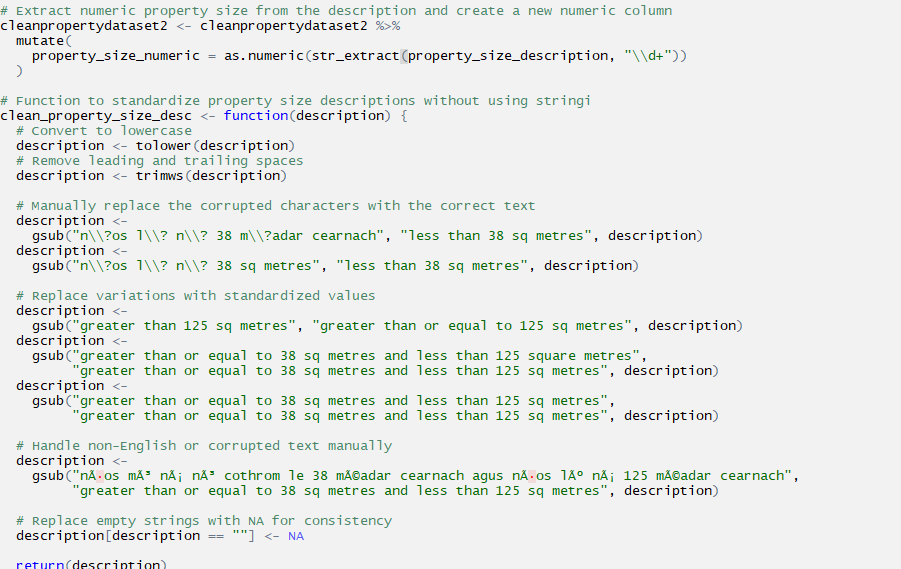 # Extract numeric property size from the description and create a new numeric column
cleanpropertydataset2 <- cleanpropertydataset2 %>%
  mutate(
    property_size_numeric = as.numeric(str_extract(property_size_description, "\\d+"))
  )

# Function to standardize property size descriptions without using stringi
clean_property_size_desc <- function(description) {
  # Convert to lowercase
  description <- tolower(description)
  # Remove leading and trailing spaces
  description <- trimws(description)

  # Manually replace the corrupted characters with the correct text
  description <-
    gsub("n\\?os l\\? n\\? 38 m\\?adar cearnach", "less than 38 sq metres", description)
  description <-
    gsub("n\\?os l\\? n\\? 38 sq metres", "less than 38 sq metres", description)

  # Replace variations with standardized values
  description <-
    gsub("greater than 125 sq metres", "greater than or equal to 125 sq metres", description)
  description <-
    gsub("greater than or equal to 38 sq metres and less than 125 square metres",
         "greater than or equal to 38 sq metres and less than 125 sq metres", description)
  description <-
    gsub("greater than or equal to 38 sq metres and less than 125 sq metres",
         "greater than or equal to 38 sq metres and less than 125 sq metres", description)

  # Handle non-English or corrupted text manually
  description <-
    gsub("nÃ·os mÃ³ nÃ¡ nÃ³ cothrom le 38 mÃ©adar cearnach agus nÃ·os lÃº nÃ¡ 125 mÃ©adar cearnach",
         "greater than or equal to 38 sq metres and less than 125 sq metres", description)

  # Replace empty strings with NA for consistency
  description[description == ""] <- NA

  return(description)